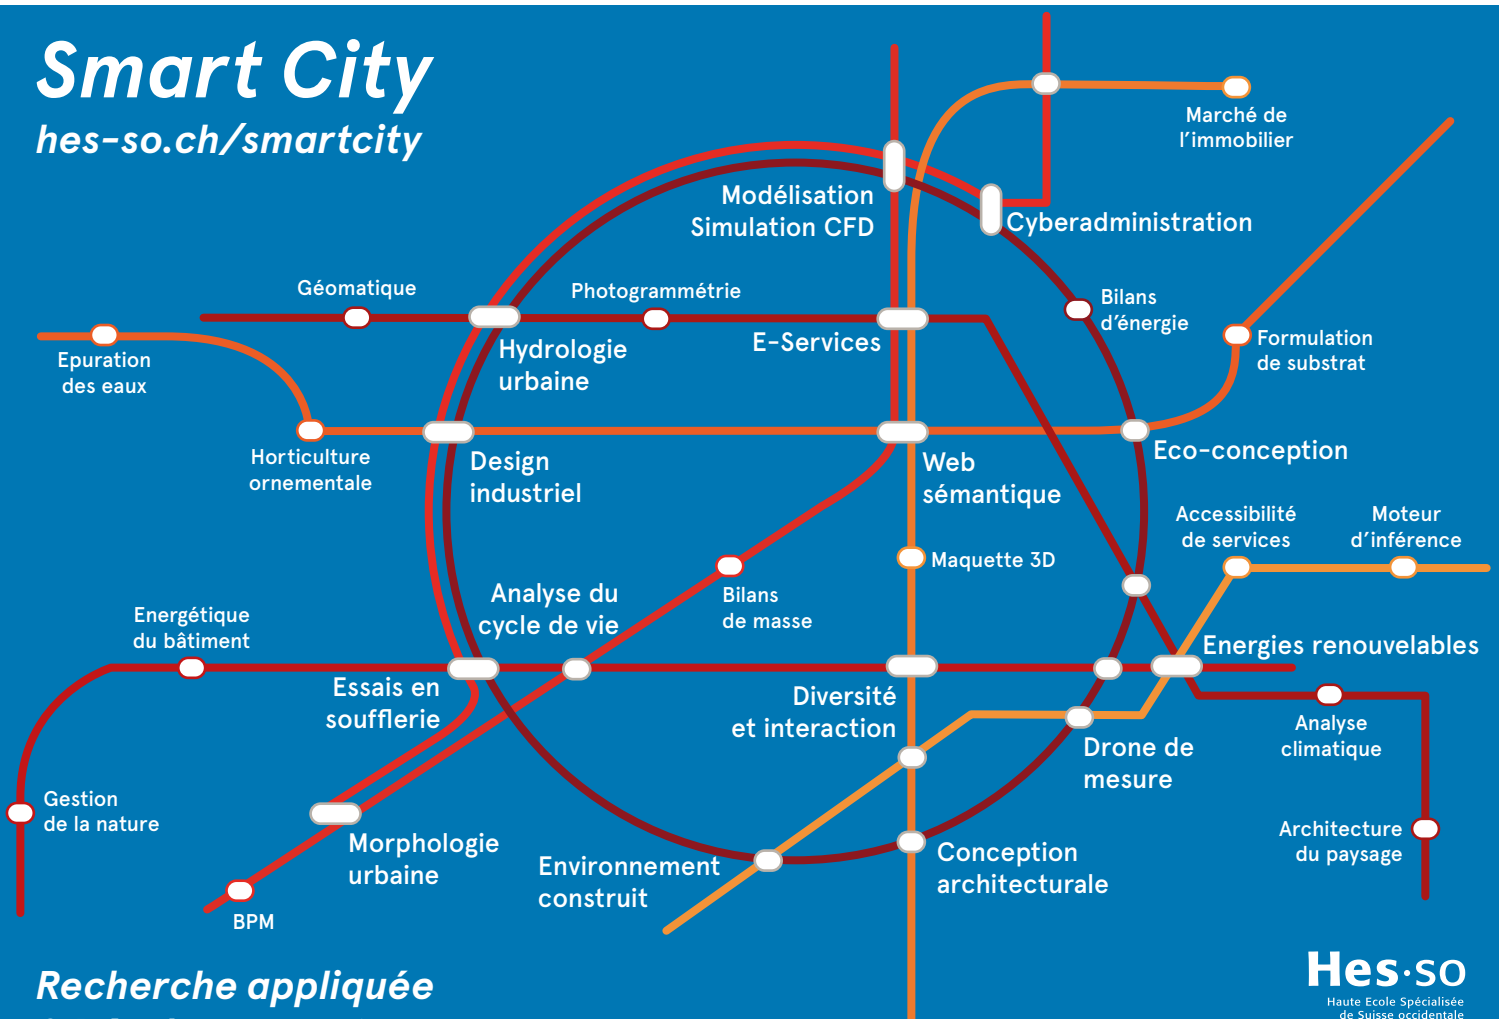 Smart City
hes-so.ch/smartcity
Marché de
l'immobilier
Modélisation
Simulation CFD
Cyberadministration
Géomatique
Photogrammétrie
Bilans
d'énergie
E-Services
Epuration
des eaux
Hydrologie
urbaine
Formulation
de substrat
Horticulture
ornementale
Design
industriel
Web
sémantique
Eco-conception
Accessibilité
de services
Moteur
d'inférence
Maquette 3D
Analyse du
cycle de vie
Bilans
de masse
Energétique
du bâtiment
Energies renouvelables
Essais en
soufflerie
Diversité
et interaction
Analyse
climatique
Drone de
mesure
Gestion
de la nature
Morphologie
urbaine
Environnement
construit
Conception
architecturale
Architecture
du paysage
BPM
Recherche appliquée
Hes·so
Haute Ecole Spécialisée
de Suisse occidentale